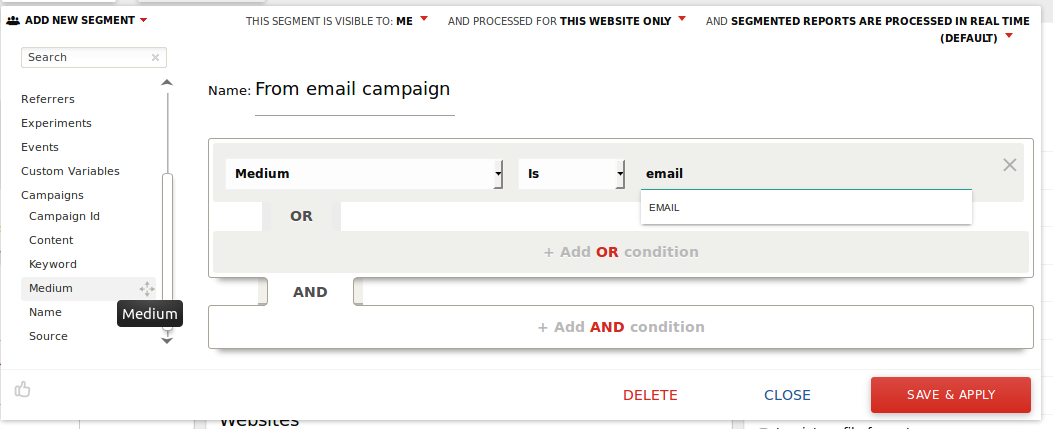 ADD NEW SEGMENT
THIS SEGMENT IS VISIBLE TO: ME
AND PROCESSED FOR THIS WEBSITE ONLY
AND SEGMENTED REPORTS ARE PROCESSED IN REAL TIME
(DEFAULT)
Search
Name: From email campaign
Referrers
Experiments
Events
Custom Variables
Campaigns
Campaign Id
Content
Keyword
Medium
Medium
Name
Source
Medium
Is
email
EMAIL
OR
+ Add OR condition
AND
+ Add AND condition
DELETE
CLOSE
SAVE & APPLY
Websites